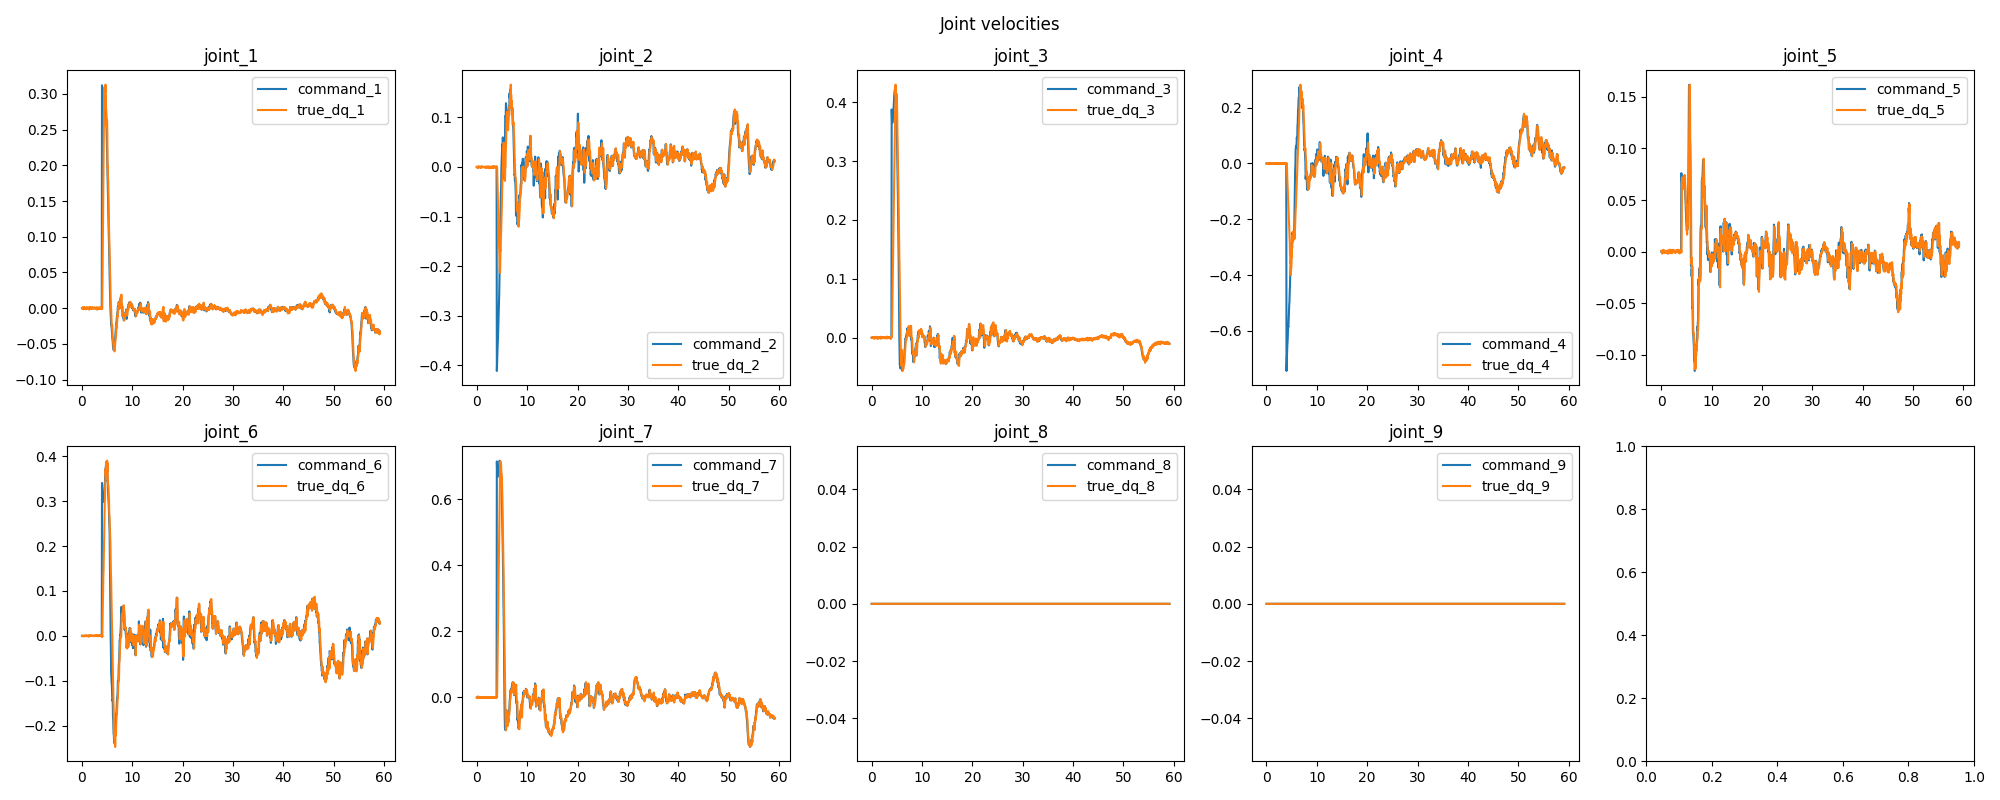 Joint velocities
joint_1
0.30
0.25
0.20
0.15
0.10
0.05
0.00
−0.05
−0.10
0 10 20 30 40 50 60
command_1
true_dq_1
joint_2
0.1
0.0
−0.1
−0.2
−0.3
−0.4
0 10 20 30 40 50 60
command_2
true_dq_2
joint_3
0.4
0.3
0.2
0.1
0.0
0 10 20 30 40 50 60
command_3
true_dq_3
joint_4
0.2
0.0
−0.2
−0.4
−0.6
0 10 20 30 40 50 60
command_4
true_dq_4
joint_5
0.15
0.10
0.05
0.00
−0.05
−0.10
0 10 20 30 40 50 60
command_5
true_dq_5
joint_6
0.4
0.3
0.2
0.1
0.0
−0.1
−0.2
0 10 20 30 40 50 60
command_6
true_dq_6
joint_7
0.6
0.4
0.2
0.0
0 10 20 30 40 50 60
command_7
true_dq_7
joint_8
0.04
0.02
0.00
−0.02
−0.04
0 10 20 30 40 50 60
command_8
true_dq_8
joint_9
0.04
0.02
0.00
−0.02
−0.04
0 10 20 30 40 50 60
command_9
true_dq_9
1.0
0.8
0.6
0.4
0.2
0.0
0.0 0.2 0.4 0.6 0.8 1.0